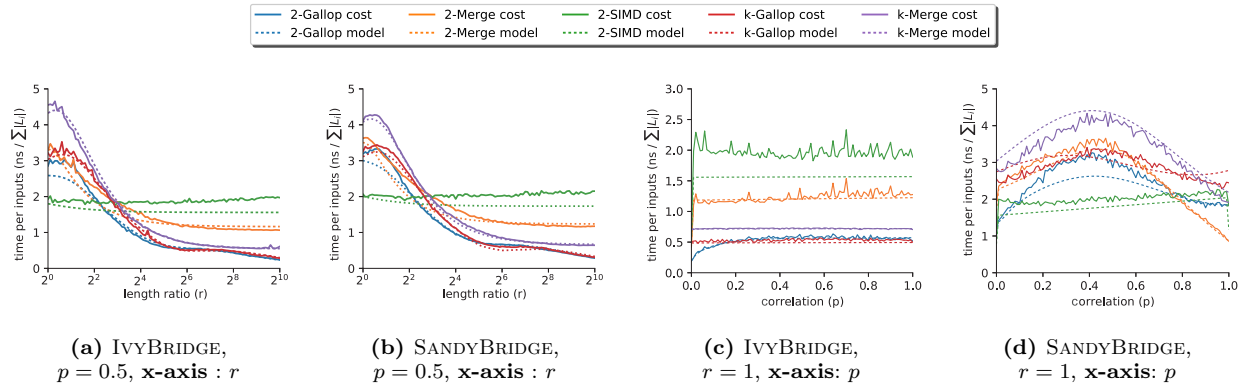 2-Gallop cost 2-Merge cost 2-SIMD cost k-Gallop cost k-Merge cost
2-Gallop model 2-Merge model 2-SIMD model k-Gallop model k-Merge model
time per inputs (ns / ∑|Lᵢ|)
5
4
3
2
1
0
2⁰ 2² 2⁴ 2⁶ 2⁸ 2¹⁰
length ratio (r)
(a) IVYBRIDGE,
p = 0.5, x-axis : r
time per inputs (ns / ∑|Lᵢ|)
5
4
3
2
1
0
2⁰ 2² 2⁴ 2⁶ 2⁸ 2¹⁰
length ratio (r)
(b) SANDYBRIDGE,
p = 0.5, x-axis : r
time per inputs (ns / ∑|Lᵢ|)
3.0
2.5
2.0
1.5
1.0
0.5
0.0
0.0 0.2 0.4 0.6 0.8 1.0
correlation (p)
(c) IVYBRIDGE,
r = 1, x-axis: p
time per inputs (ns / ∑|Lᵢ|)
5
4
3
2
1
0
0.0 0.2 0.4 0.6 0.8 1.0
correlation (p)
(d) SANDYBRIDGE,
r = 1, x-axis: p